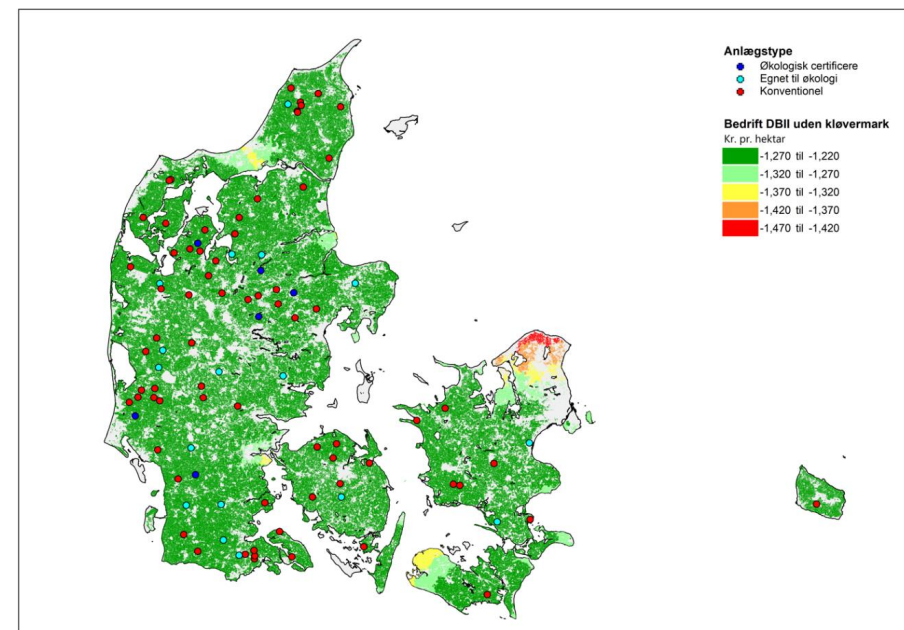 Anlægstype
Økologisk certificere
Egnet til økologi
Konventionel
Bedrift DBII uden kløvermark
Kr. pr. hektar
-1,270 til -1,220
-1,320 til -1,270
-1,370 til -1,320
-1,420 til -1,370
-1,470 til -1,420